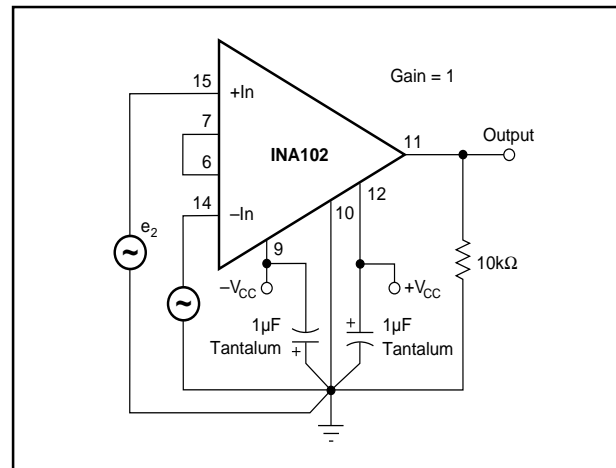 Gain = 1
15
+In
7
6
INA102
11
Output
14
–In
12
10
9
e2
10kΩ
–VCC
+VCC
1µF
Tantalum
+
+
1µF
Tantalum